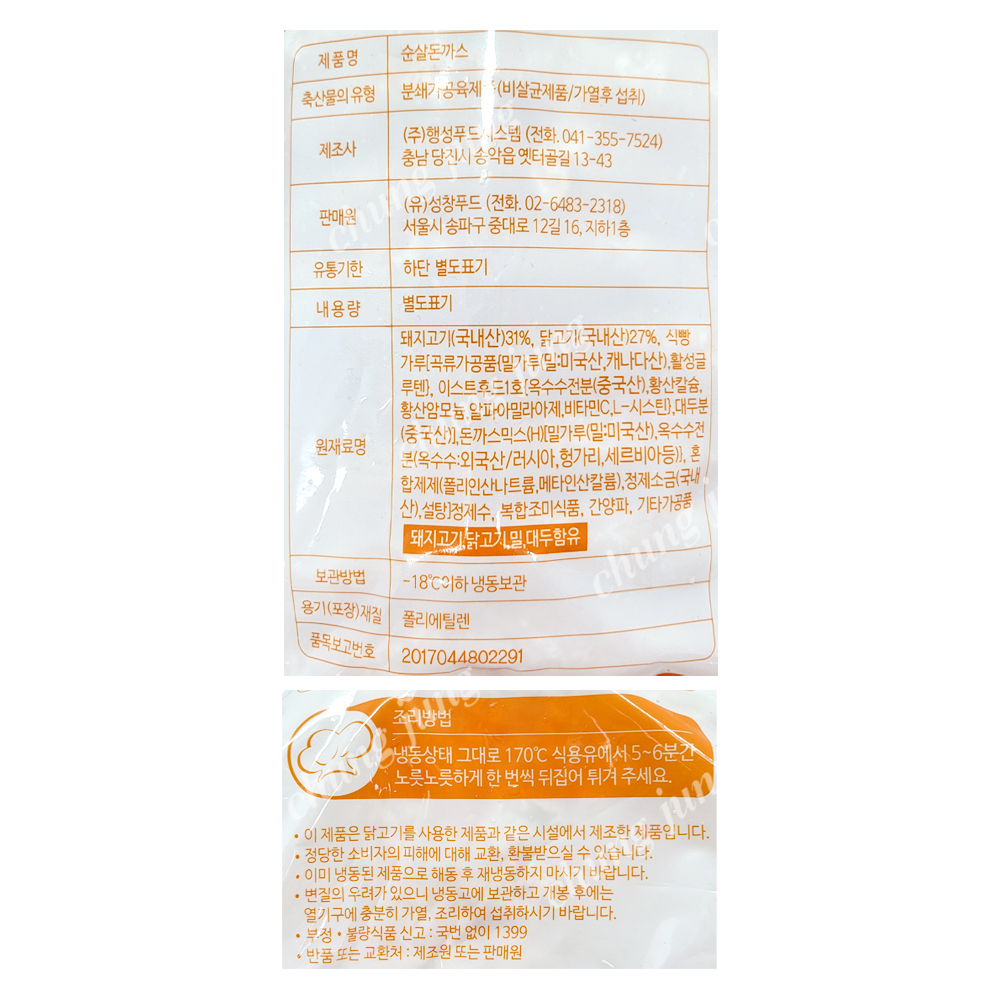 제품명 순살돈까스
축산물의 유형 분쇄가공육제품(비살균제품/가열후 섭취)
제조사 (주)행성푸드시스템 (전화. 041-355-7524)
충남 당진시 송악읍 옛터골길 13-43
판매원 (유)성창푸드 (전화. 02-6483-2318)
서울시 송파구 중대로 12길 16, 지하1층
유통기한 하단 별도표기
내용량 별도표기
원재료명 돼지고기(국내산)31%, 닭고기(국내산)27%, 식빵
가루[곡류가공품{밀가루(밀:미국산,캐나다산),활성글
루텐}, 이스트후드1호{옥수수전분(중국산),황산칼슘,
황산암모늄,알파아밀라아제,비타민C,L-시스틴},대두분
(중국산)],돈까스믹스(H)[밀가루(밀:미국산),옥수수전
분(옥수수:외국산/러시아,헝가리,세르비아등)}, 혼
합제제(폴리인산나트륨,메타인산칼륨),정제소금(국내
산),설탕]정제수, 복합조미식품, 간양파, 기타가공품
돼지고기,닭고기,밀,대두함유
보관방법 -18℃이하 냉동보관
용기(포장)재질 폴리에틸렌
품목보고번호 2017044802291
조리방법
냉동상태 그대로 170℃ 식용유에서 5~6분간
노릇노릇하게 한 번씩 뒤집어 튀겨 주세요.
• 이 제품은 닭고기를 사용한 제품과 같은 시설에서 제조한 제품입니다.
• 정당한 소비자의 피해에 대해 교환, 환불받으실 수 있습니다.
• 이미 냉동된 제품으로 해동 후 재냉동하지 마시기 바랍니다.
• 변질의 우려가 있으니 냉동고에 보관하고 개봉 후에는
열기구에 충분히 가열, 조리하여 섭취하시기 바랍니다.
• 부정•불량식품 신고 : 국번 없이 1399
• 반품 또는 교환처 : 제조원 또는 판매원
chung jung
chung jung
chung jung
chung jung